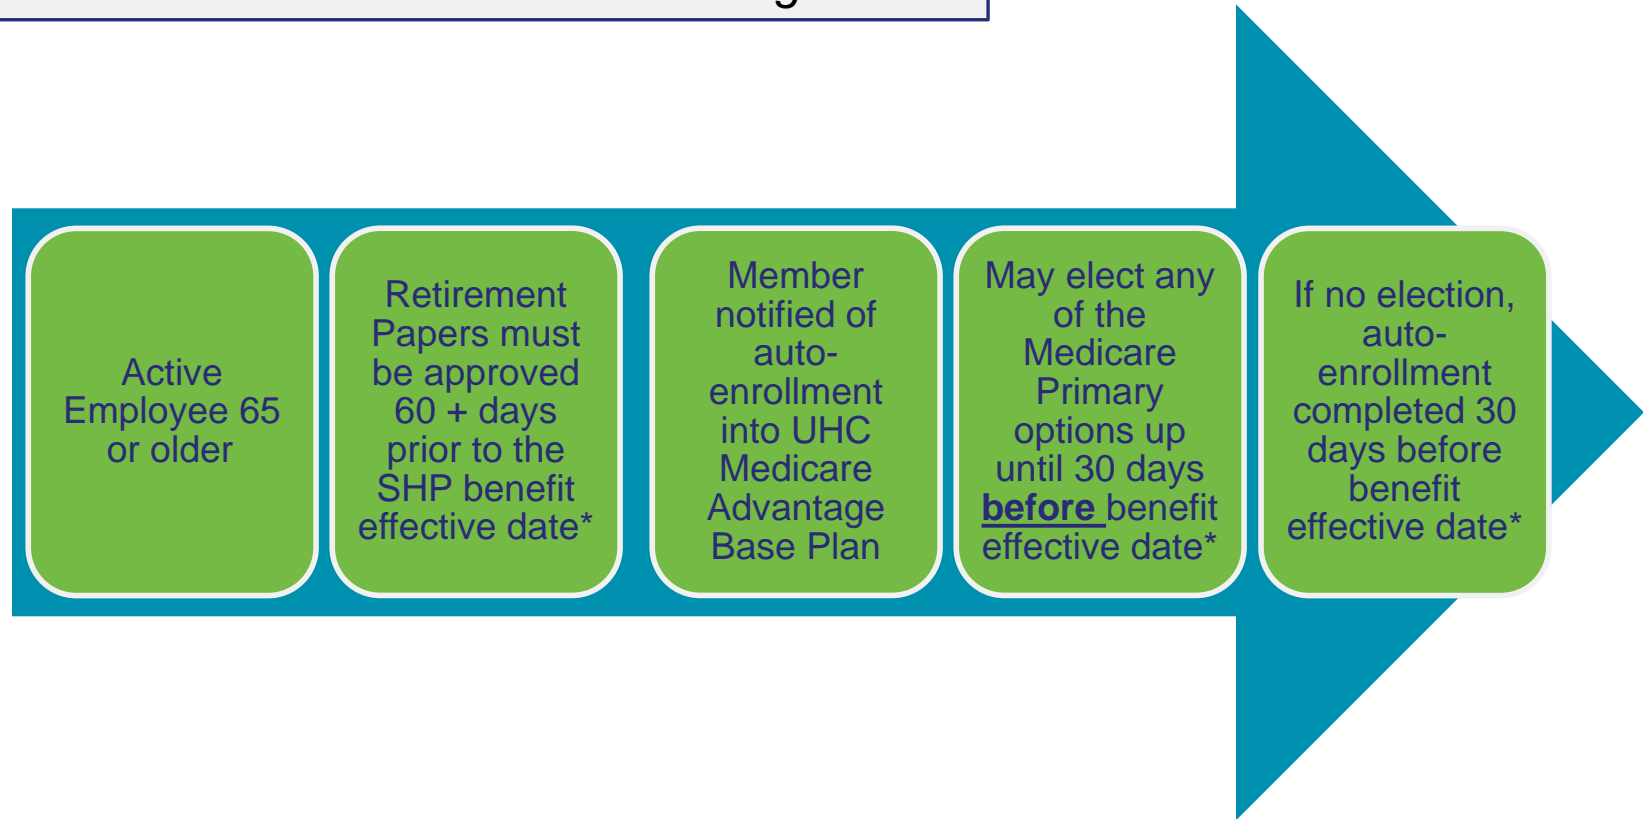 Active
Employee 65
or older
Retirement
Papers must
be approved
60 + days
prior to the
SHP benefit
effective date*
Member
notified of
auto-
enrollment
into UHC
Medicare
Advantage
Base Plan
May elect any
of the
Medicare
Primary
options up
until 30 days
before benefit
effective date*
If no election,
auto-
enrollment
completed 30
days before
benefit
effective date*